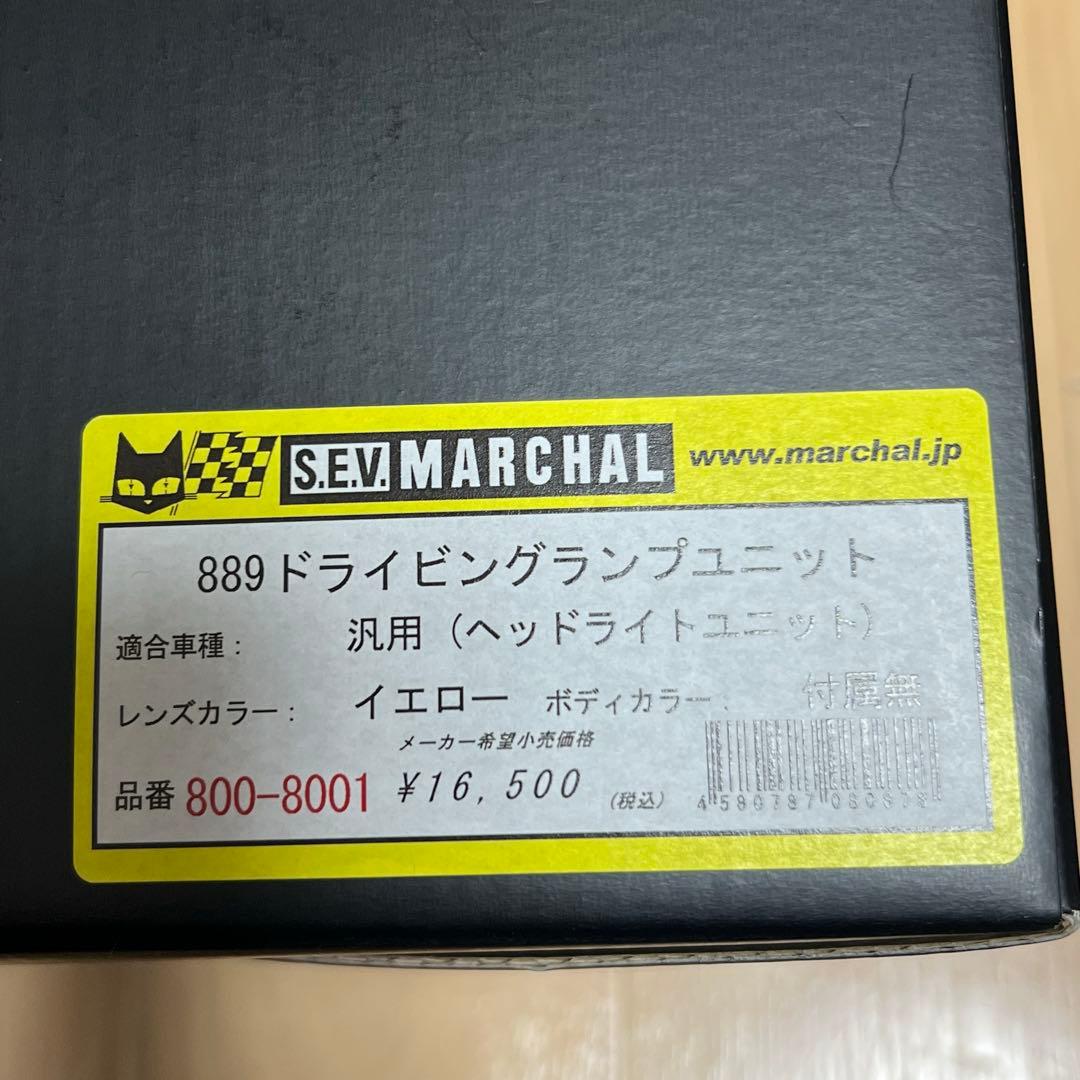 S.E.V. MARCHAL www.marchal.jp
889ドライビングランプユニット
適合車種： 汎用（ヘッドライトユニット）
レンズカラー： イエロー ボディカラー： 付属無
メーカー希望小売価格
品番 800-8001 ¥16,500 (税込)